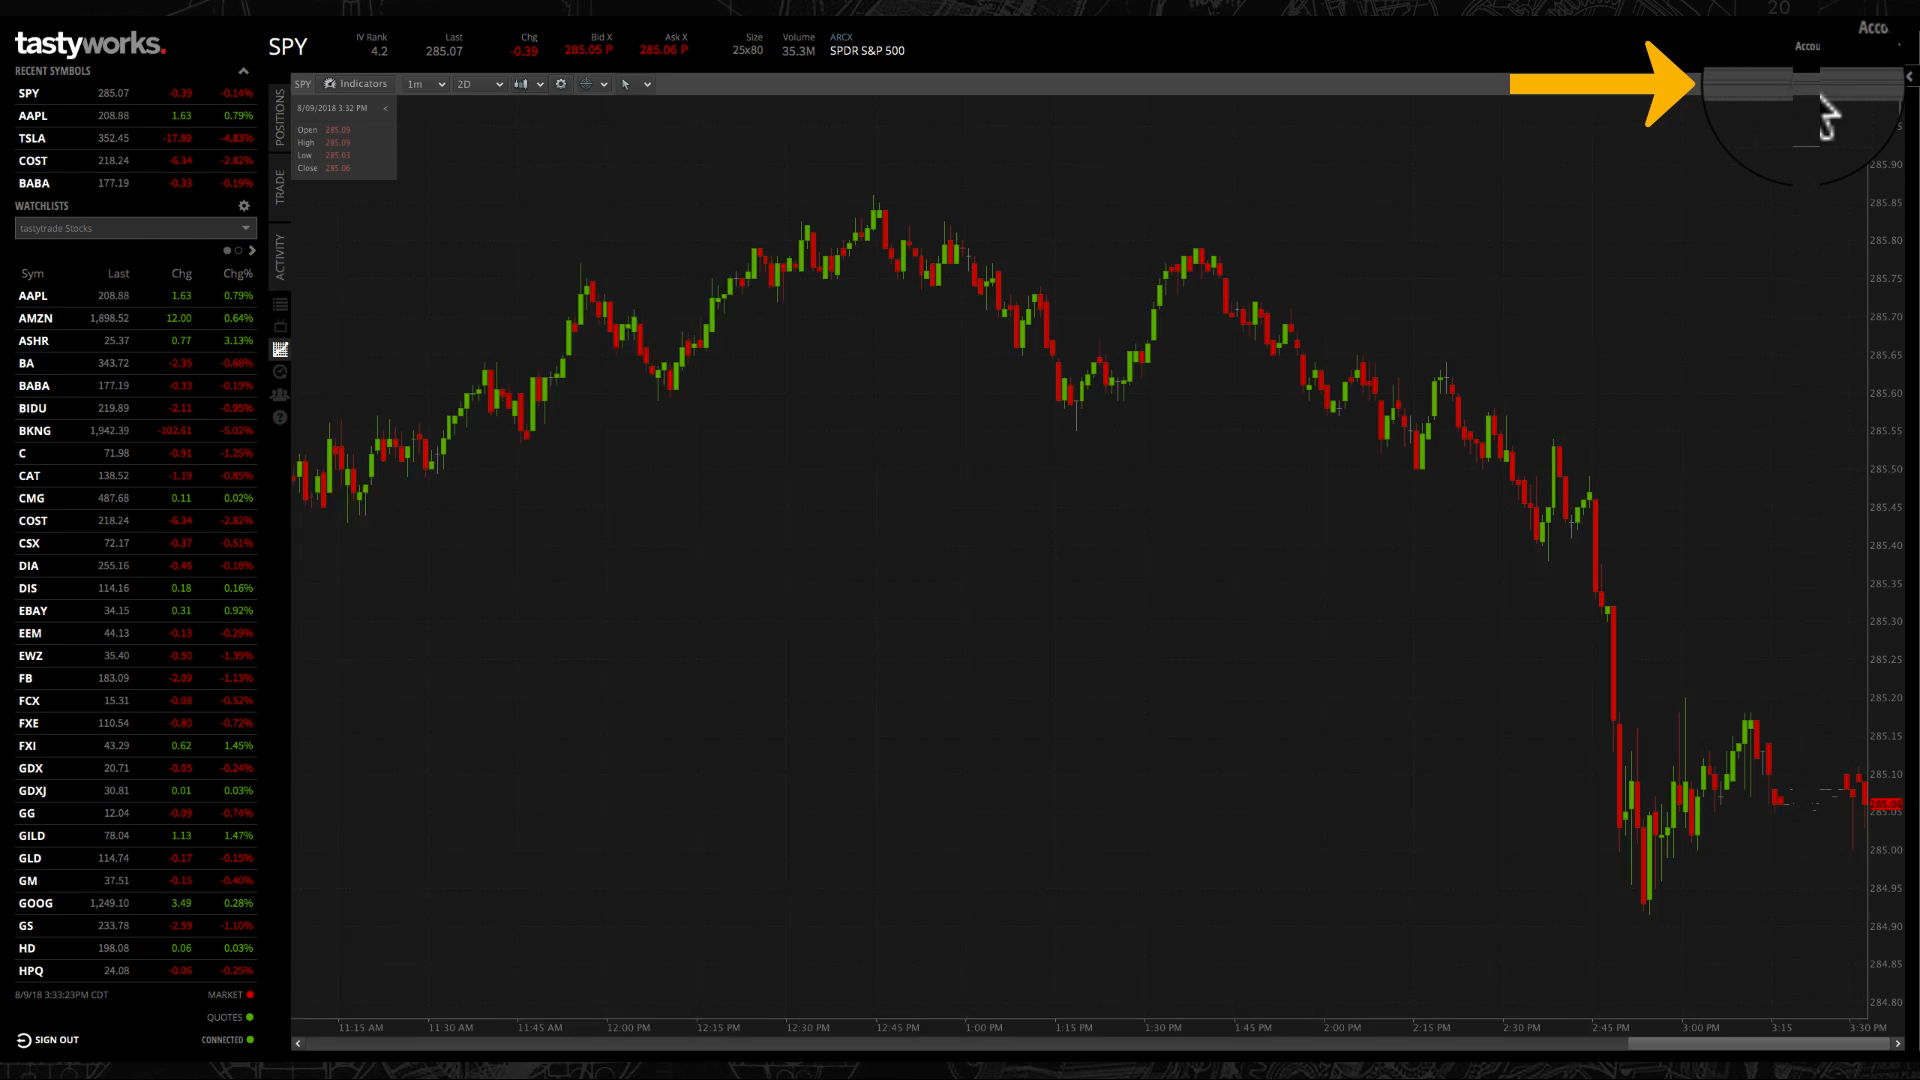 20
tastyworks.
RECENT SYMBOLS
SPY 285.07 -0.39 -0.14%
AAPL 208.88 1.63 0.79%
TSLA 352.45 -17.89 -4.83%
COST 218.24 -6.34 -2.82%
BABA 177.19 -0.33 -0.19%
WATCHLISTS
tastytrade Stocks
Sym Last Chg Chg%
AAPL 208.88 1.63 0.79%
AMZN 1,898.52 12.00 0.64%
ASHR 25.37 0.77 3.13%
BA 343.72 -2.35 -0.68%
BABA 177.19 -0.33 -0.19%
BIDU 219.89 -2.11 -0.95%
BKNG 1,942.39 -102.61 -5.02%
C 71.98 -0.91 -1.25%
CAT 138.52 -1.19 -0.85%
CMG 487.68 0.11 0.02%
COST 218.24 -6.34 -2.82%
CSX 72.17 -0.37 -0.51%
DIA 255.16 -0.46 -0.18%
DIS 114.16 0.18 0.16%
EBAY 34.15 0.31 0.92%
EEM 44.13 -0.13 -0.29%
EWZ 35.40 -0.50 -1.39%
FB 183.09 -2.09 -1.13%
FCX 15.31 -0.08 -0.52%
FXE 110.54 -0.80 -0.72%
FXI 43.29 0.62 1.45%
GDX 20.71 -0.05 -0.24%
GDXJ 30.81 0.01 0.03%
GG 12.04 -0.09 -0.74%
GILD 78.04 1.13 1.47%
GLD 114.74 -0.17 -0.15%
GM 37.51 -0.15 -0.40%
GOOG 1,249.10 3.49 0.28%
GS 233.78 -2.59 -1.10%
HD 198.08 0.06 0.03%
HPQ 24.08 -0.06 -0.25%
8/9/18 3:33:23PM CDT MARKET
QUOTES
SIGN OUT CONNECTED
POSITIONS
TRADE
ACTIVITY
SPY
IV Rank Last Chg Bid X Ask X Size Volume ARCX
4.2 285.07 -0.39 285.05 P 285.06 P 25x80 35.3M SPDR S&P 500
Acco
Accou
SPY Indicators 1m 2D
8/09/2018 3:32 PM <
Open 285.09
High 285.09
Low 285.03
Close 285.06
285.90
285.85
285.80
285.75
285.70
285.65
285.60
285.55
285.50
285.45
285.40
285.35
285.30
285.25
285.20
285.15
285.10
285.05
285.00
284.95
284.90
284.85
284.80
11:15 AM 11:30 AM 11:45 AM 12:00 PM 12:15 PM 12:30 PM 12:45 PM 1:00 PM 1:15 PM 1:30 PM 1:45 PM 2:00 PM 2:15 PM 2:30 PM 2:45 PM 3:00 PM 3:15 3:30 PM